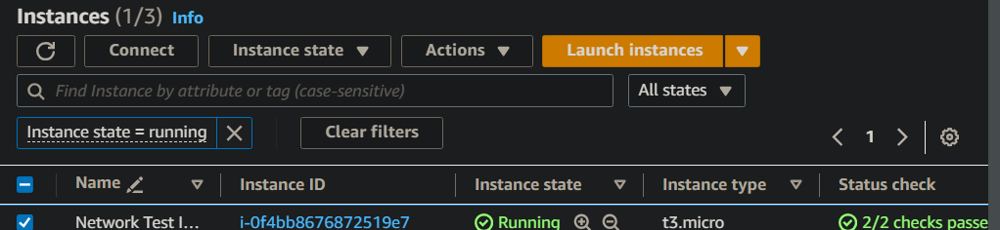 Instances (1/3) Info
Connect Instance state Actions Launch instances
Find Instance by attribute or tag (case-sensitive) All states
Instance state = running Clear filters 1
Name Instance ID Instance state Instance type Status check
Network Test I... i-0f4bb8676872519e7 Running t3.micro 2/2 checks passe